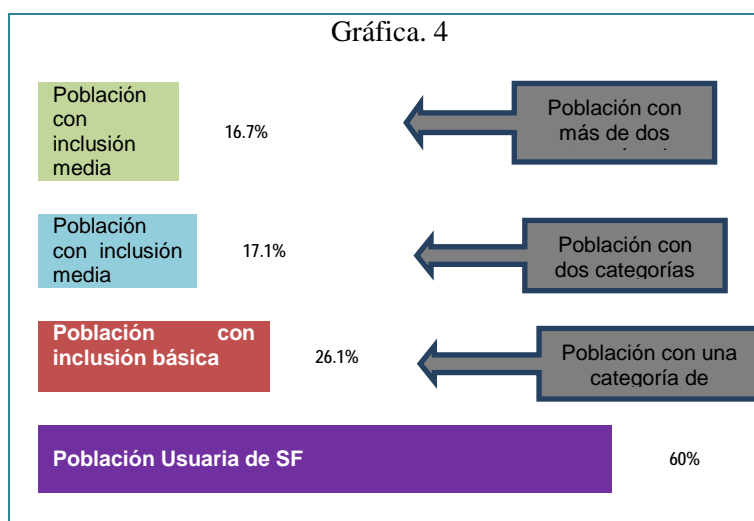 Gráfica. 4
Población
con
inclusión
media
16.7%
Población con
más de dos
Población
con inclusión
media
17.1%
Población con
dos categorías
Población con
inclusión básica
26.1%
Población con una
categoría de
Población Usuaria de SF
60%